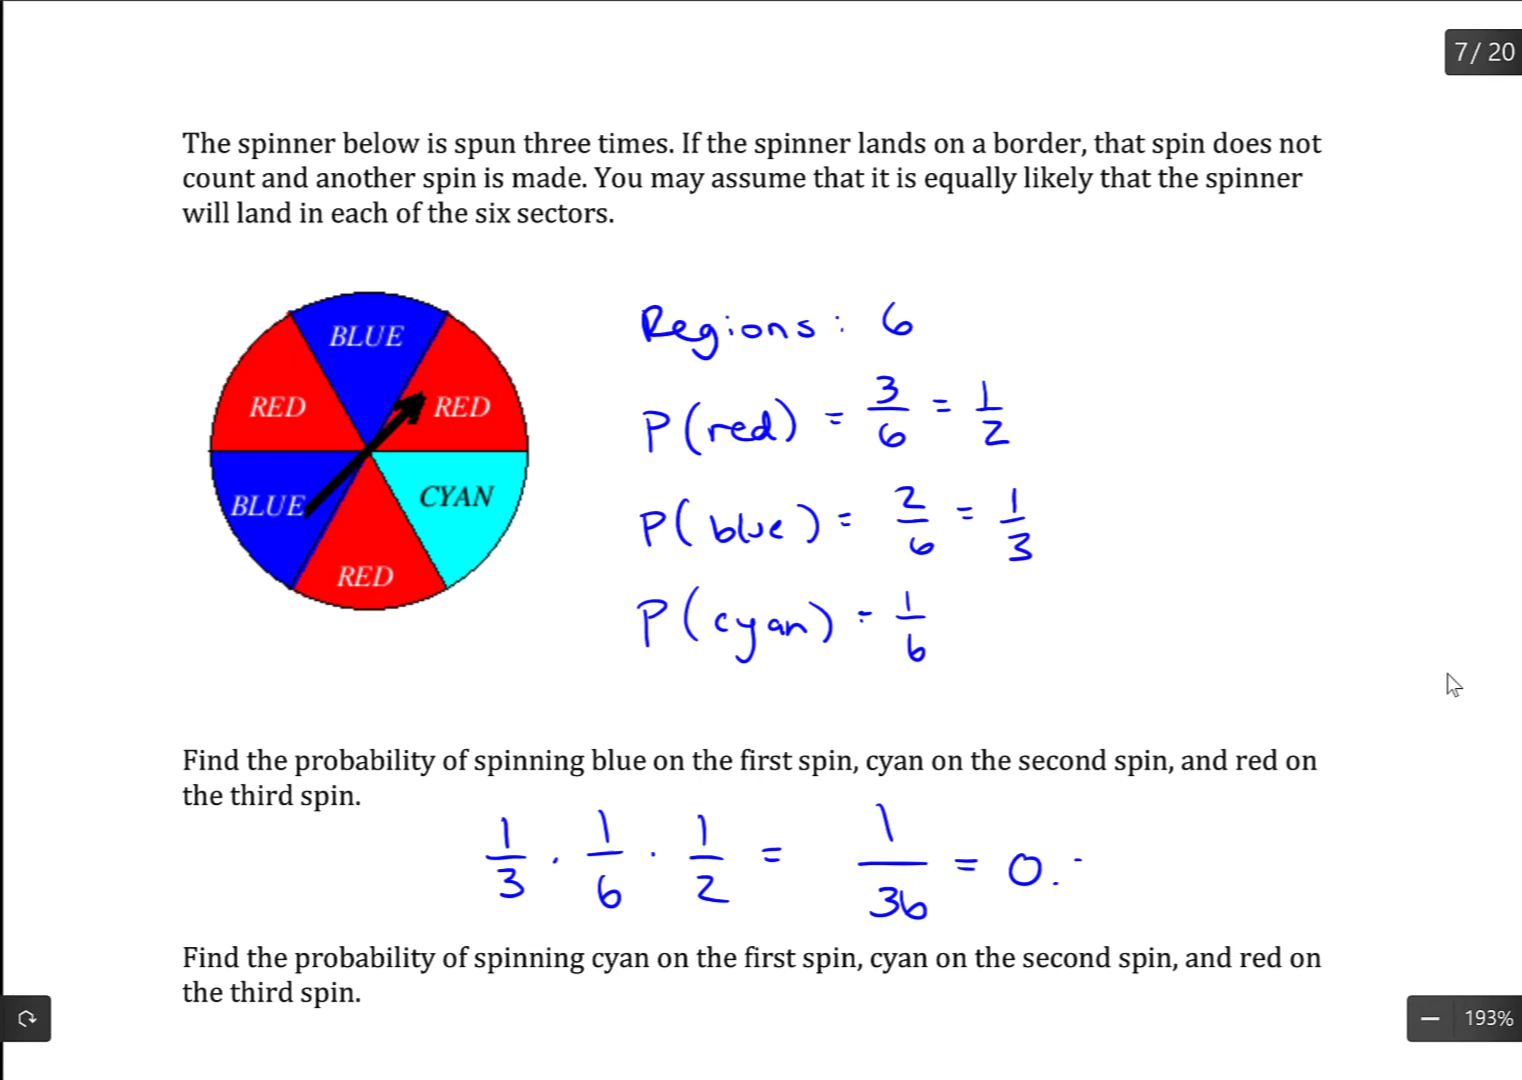 7 / 20
The spinner below is spun three times. If the spinner lands on a border, that spin does not
count and another spin is made. You may assume that it is equally likely that the spinner
will land in each of the six sectors.
BLUE
RED
RED
BLUE
CYAN
RED
Regions: 6
P(red) = 3/6 = 1/2
P(blue) = 2/6 = 1/3
P(cyan) = 1/6
Find the probability of spinning blue on the first spin, cyan on the second spin, and red on
the third spin.
1/3 · 1/6 · 1/2 = 1/36 = 0.
Find the probability of spinning cyan on the first spin, cyan on the second spin, and red on
the third spin.
193%